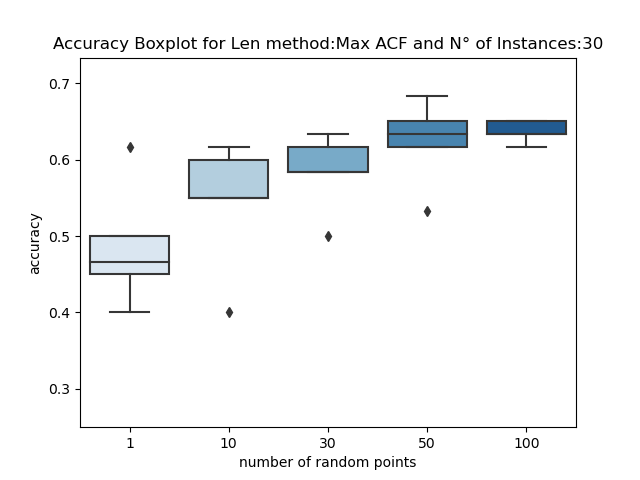 Accuracy Boxplot for Len method:Max ACF and N° of Instances:30
0.7
0.6
0.5
0.4
0.3
accuracy
1 10 30 50 100
number of random points